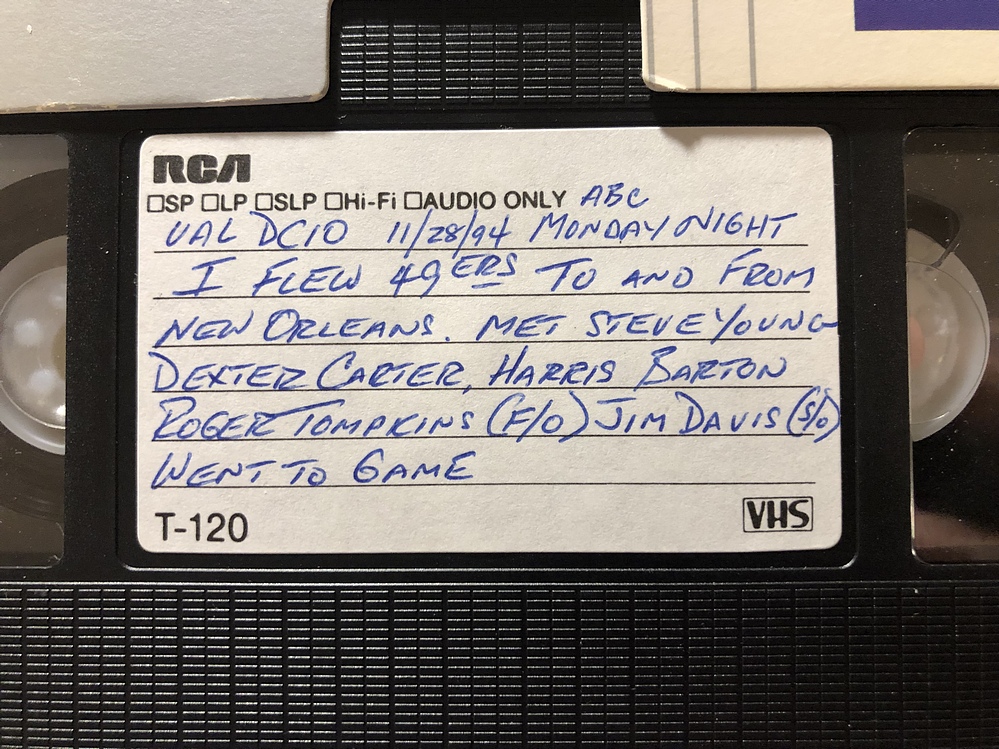 RCA
☐SP ☐LP ☐SLP ☐Hi-Fi ☐AUDIO ONLY ABC
UAL DC10 11/28/94 MONDAY NIGHT
I FLEW 49ERS TO AND FROM
NEW ORLEANS. MET STEVE YOUNG
DEXTER CARTER, HARRIS BARTON
ROGER TOMPKINS (F/O) JIM DAVIS (S/O)
WENT TO GAME
T-120 VHS